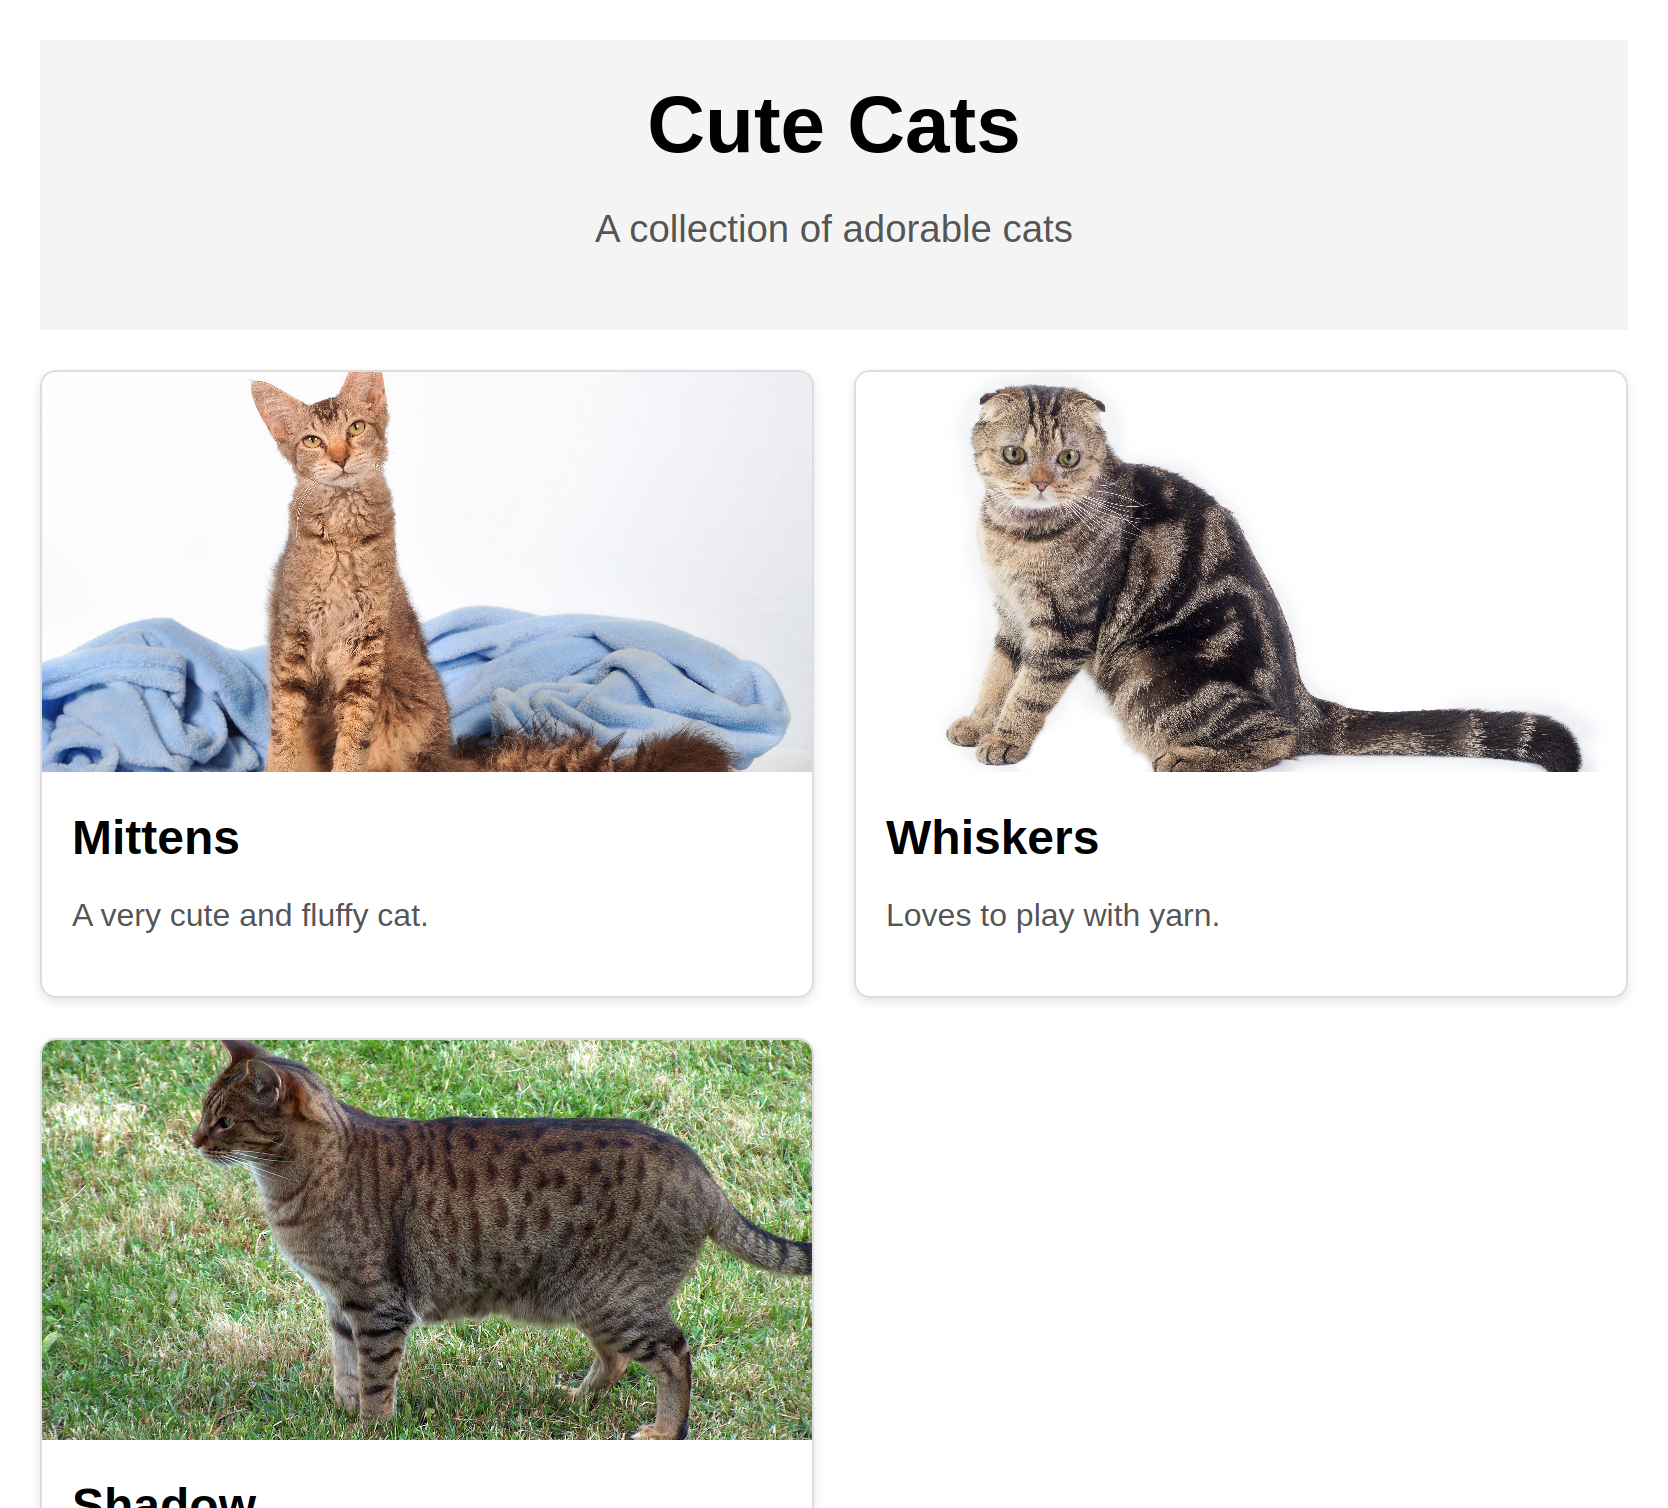 Cute Cats
A collection of adorable cats
Mittens
A very cute and fluffy cat.
Whiskers
Loves to play with yarn.
Shadow